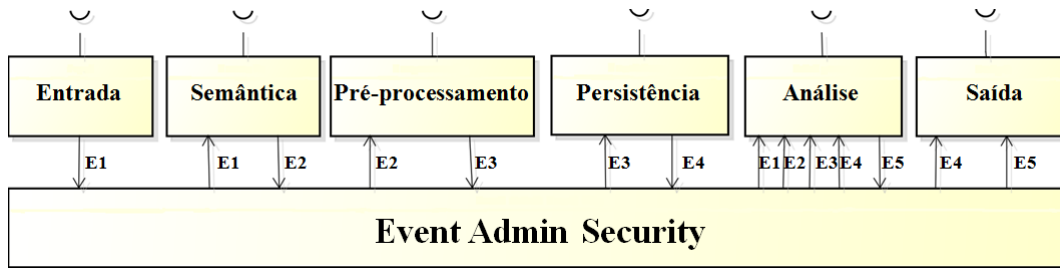 Entrada Semântica Pré-processamento Persistência Análise Saída
E1 E1 E2 E2 E3 E3 E4 E1 E2 E3 E4 E5 E4 E5
Event Admin Security